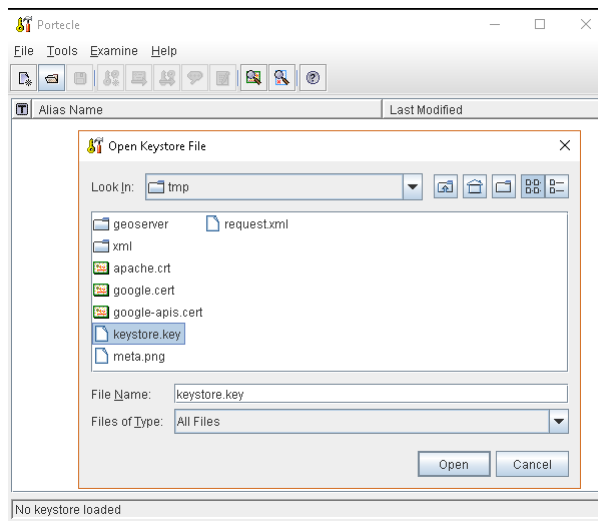 Portecle
File Tools Examine Help
T Alias Name Last Modified
Open Keystore File
Look In: tmp
geoserver request.xml
xml
apache.crt
google.cert
google-apis.cert
keystore.key
meta.png
File Name: keystore.key
Files of Type: All Files
Open Cancel
No keystore loaded